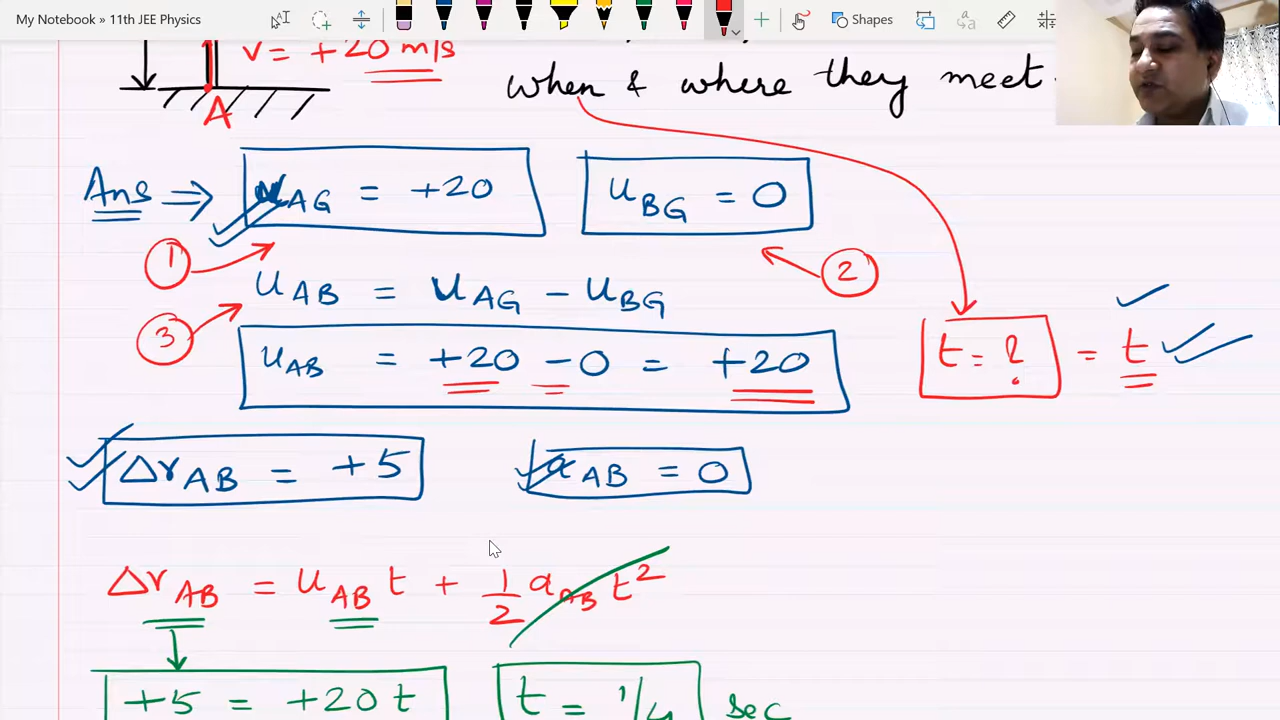 My Notebook » 11th JEE Physics
Shapes
v = +20 m/s
when & where they meet
A
Ans ⇒ uAG = +20
uBG = 0
①
②
uAB = uAG − uBG
③
uAB = +20 − 0 = +20
t = ? = t
ΔrAB = +5
aAB = 0
ΔrAB = uAB t + 1/2 aAB t²
+5 = +20 t
t = 1/4 sec